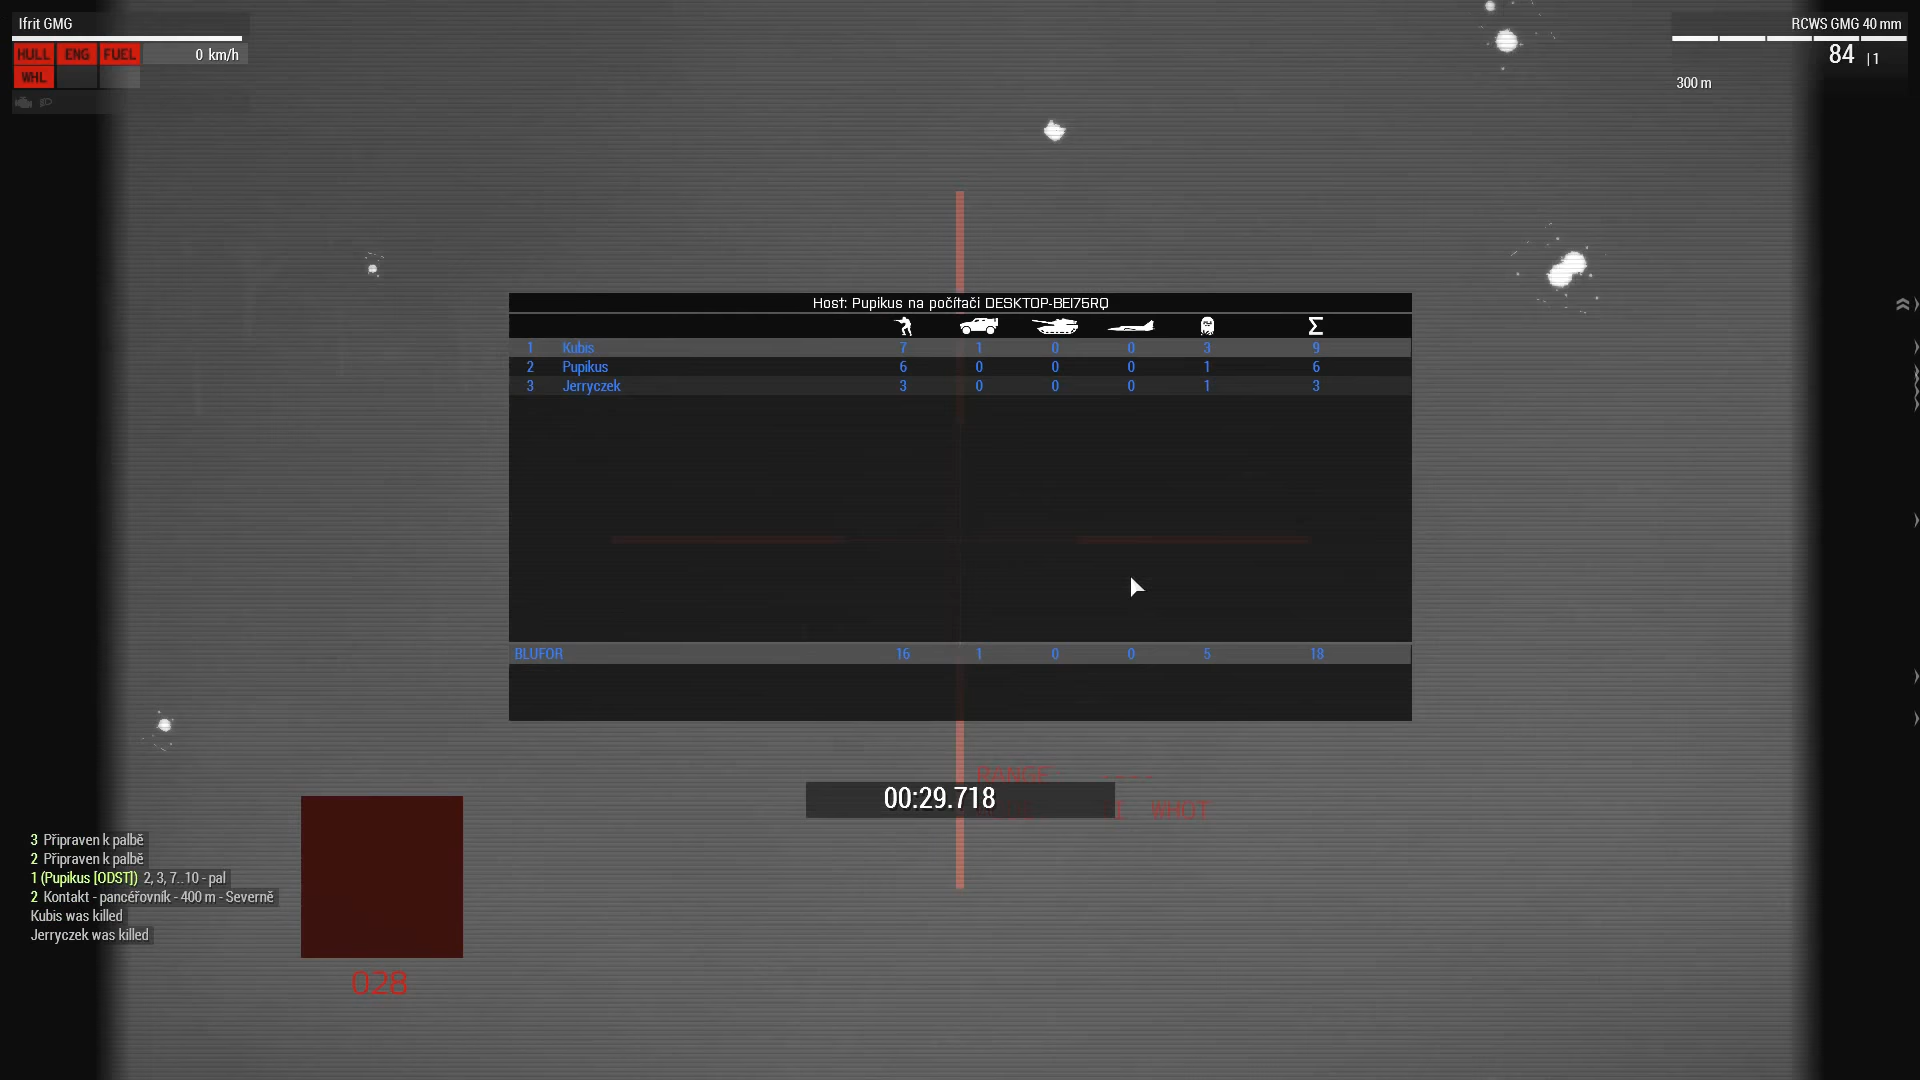 Ifrit GMG
HULL ENG FUEL 0 km/h
WHL
RCWS GMG 40 mm
84 | 1
300 m
Host: Pupikus na počítači DESKTOP-BEI75RQ
Σ
1 Kubis 7 1 0 0 3 9
2 Pupikus 6 0 0 0 1 6
3 Jerryczek 3 0 0 0 1 3
BLUFOR 16 1 0 0 5 18
RANGE ----
00:29.718
WHOT
3 Připraven k palbě
2 Připraven k palbě
1 (Pupikus [ODST]) 2, 3, 7..10 - pal
2 Kontakt - pancéřovník - 400 m - Severně
Kubis was killed
Jerryczek was killed
028